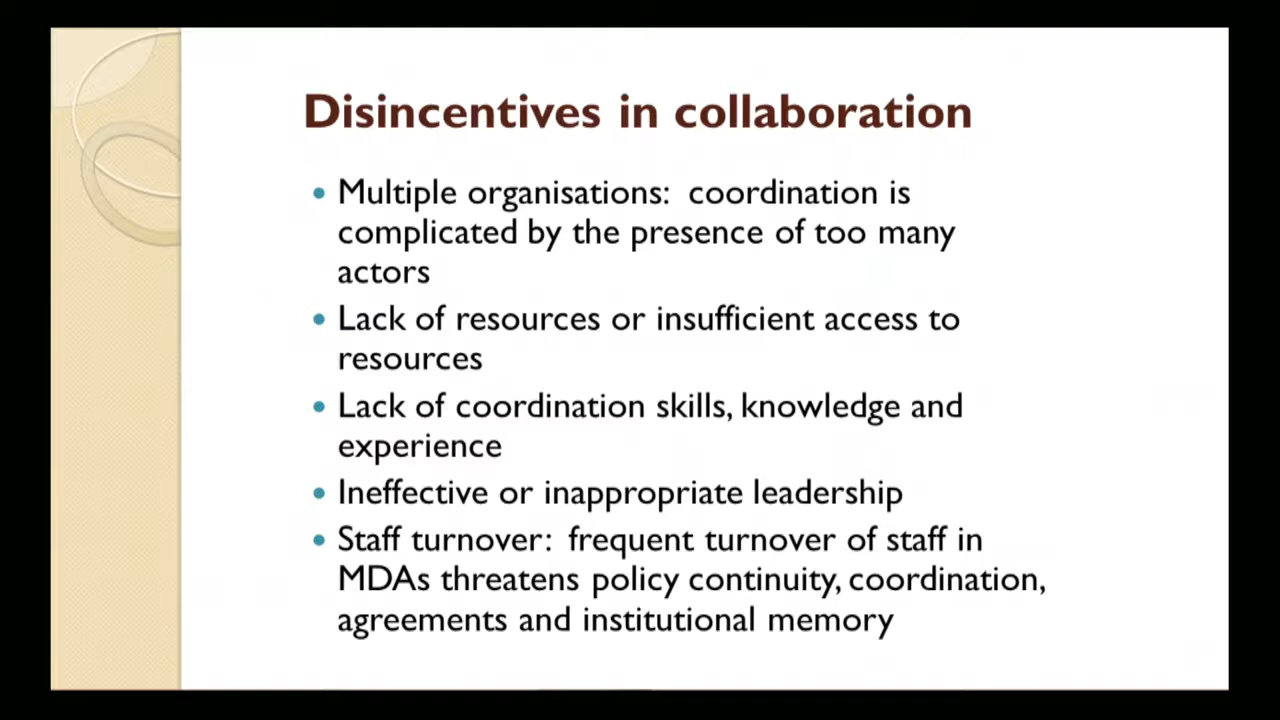 Disincentives in collaboration
• Multiple organisations:  coordination is
complicated by the presence of too many
actors
• Lack of resources or insufficient access to
resources
• Lack of coordination skills, knowledge and
experience
• Ineffective or inappropriate leadership
• Staff turnover:  frequent turnover of staff in
MDAs threatens policy continuity, coordination,
agreements and institutional memory